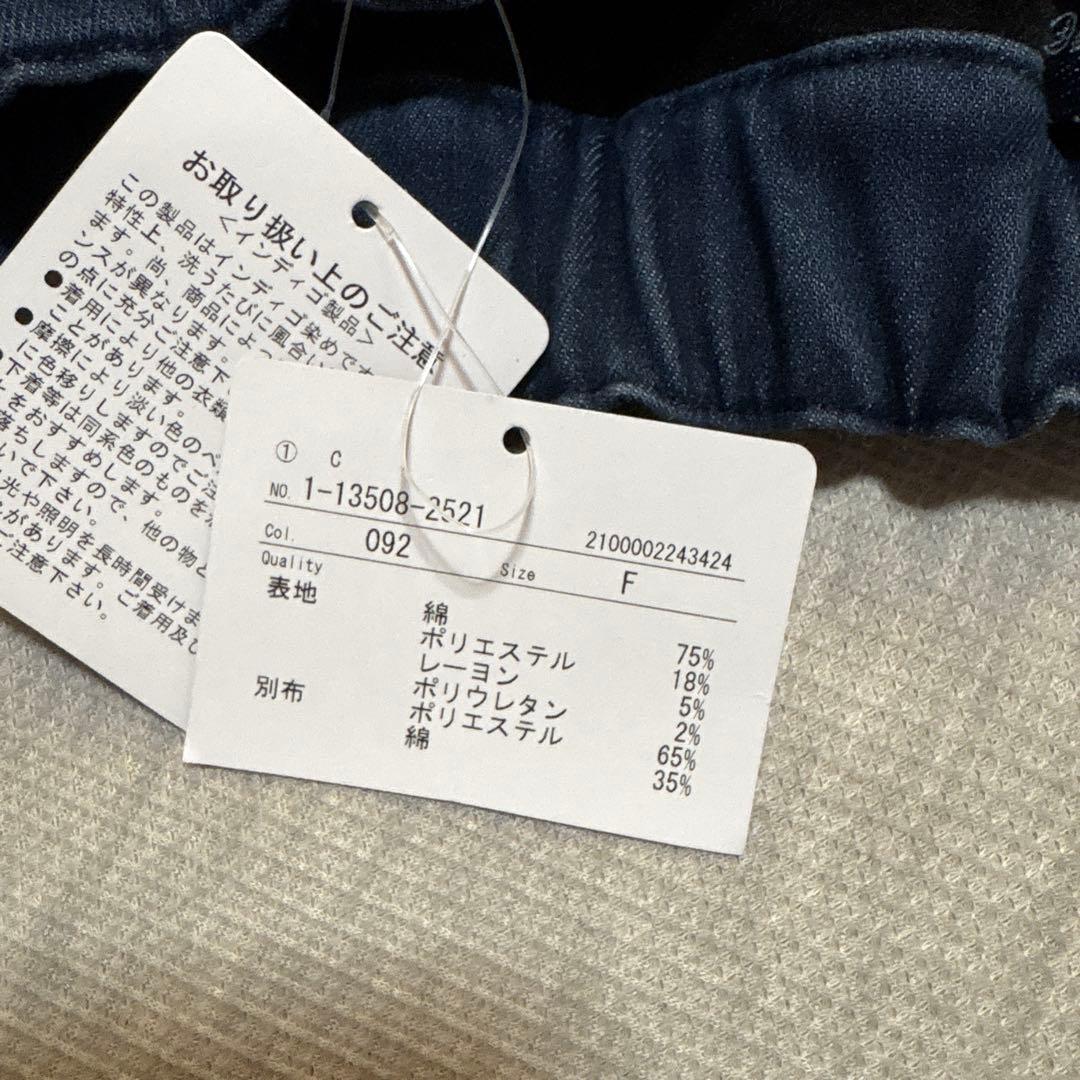 お取り扱い上のご注意
＜インディゴ製品＞
この製品はインディゴ染めです
特性上、洗うたびに風合い
ます。尚、商品によっ
ンスが異なります。
の点に充分ご注意下
●着用により他の衣類
ことがあります。
●摩擦により淡い色のベ
に色移りしますのでご注
下着等は同系色のものを
をおすすめします。
落ちしますので、他の物と
いで下さい。
光や照明を長時間受けま
があります。ご着用及び
ご注意下さい。
① C
NO. 1-13508-2521
2100002243424
Col. 092 Size F
Quality
表地 綿 75%
ポリエステル 18%
レーヨン 5%
ポリウレタン 2%
別布 ポリエステル 65%
綿 35%